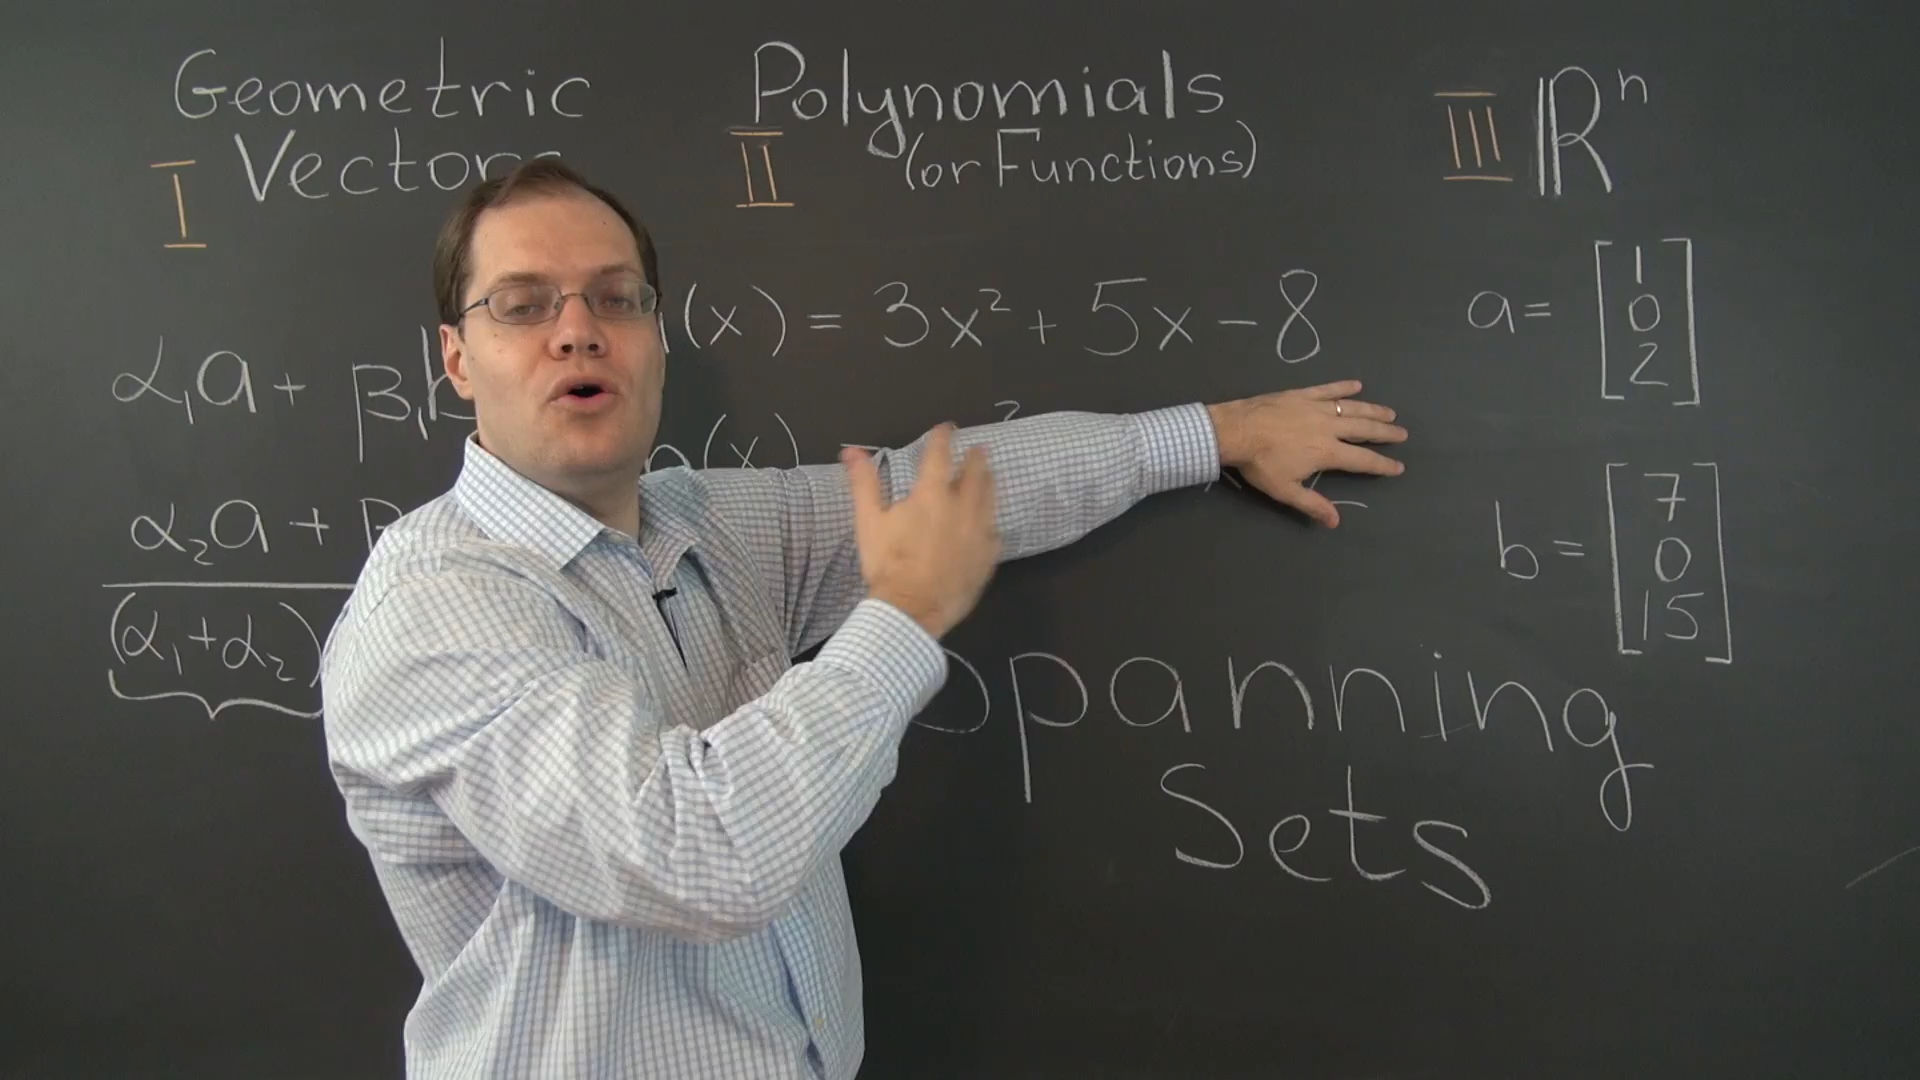 Geometric
I Vectors
α₁a + β₁b
α₂a + β
(α₁+α₂)
Polynomials
II (or Functions)
(x) = 3x² + 5x - 8
(x) =
III ℝⁿ
a = [1 0 2]
b = [7 0 15]
Spanning
Sets